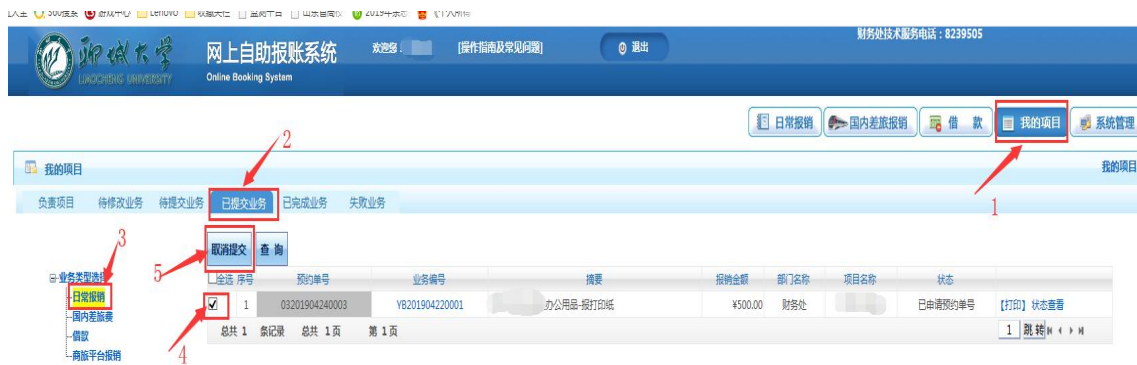 360搜索 游戏中心 Lenovo
聊城大学
LIAOCHENG UNIVERSITY
网上自助报账系统
Online Booking System
欢迎您：
[操作指南及常见问题]
退出
财务处技术服务电话：8239505
日常报销 国内差旅报销 借 款 我的项目 系统管理
2
1
我的项目
我的项目
负责项目 待修改业务 待提交业务 已提交业务 已完成业务 失败业务
3
5
取消提交 查 询
业务类型选择
日常报销
国内差旅费
借款
商旅平台报销
4
全选 序号 预约单号 业务编号 摘要 报销金额 部门名称 项目名称 状态
1 03201904240003 YB201904220001 办公用品-报打印纸 ¥500.00 财务处 已申请预约单号 【打印】 状态查看
总共 1 条记录 总共 1 页 第 1 页
1 跳 转